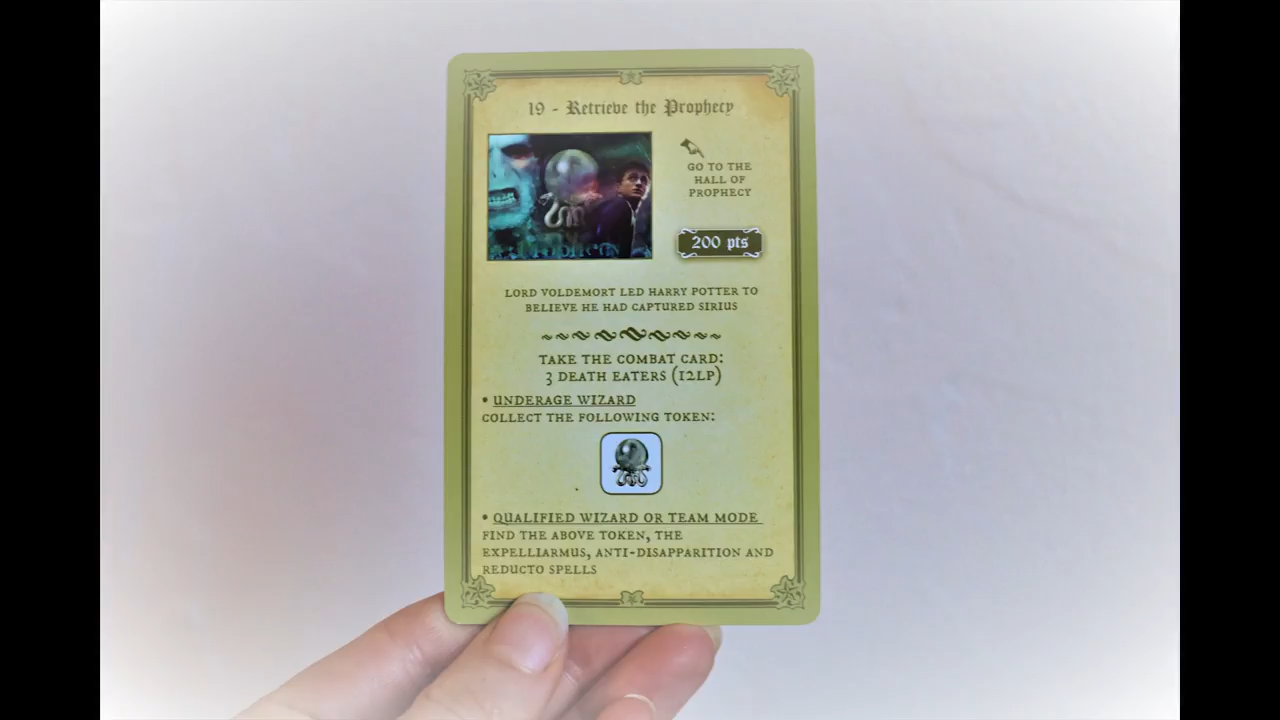 19 - Retrieve the Prophecy
GO TO THE
HALL OF
PROPHECY
200 pts
LORD VOLDEMORT LED HARRY POTTER TO
BELIEVE HE HAD CAPTURED SIRIUS
TAKE THE COMBAT CARD:
3 DEATH EATERS (12LP)
• UNDERAGE WIZARD
COLLECT THE FOLLOWING TOKEN:
• QUALIFIED WIZARD OR TEAM MODE
FIND THE ABOVE TOKEN, THE
EXPELLIARMUS, ANTI-DISAPPARITION AND
REDUCTO SPELLS